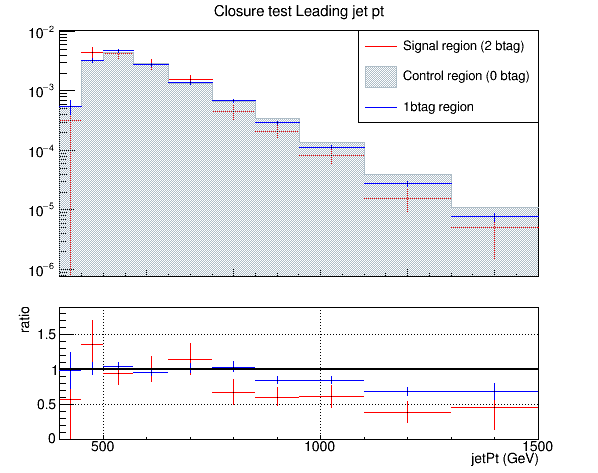 Closure test Leading jet pt
10⁻²
10⁻³
10⁻⁴
10⁻⁵
10⁻⁶
Signal region (2 btag)
Control region (0 btag)
1btag region
ratio
1.5
1
0.5
0
500
1000
1500
jetPt (GeV)